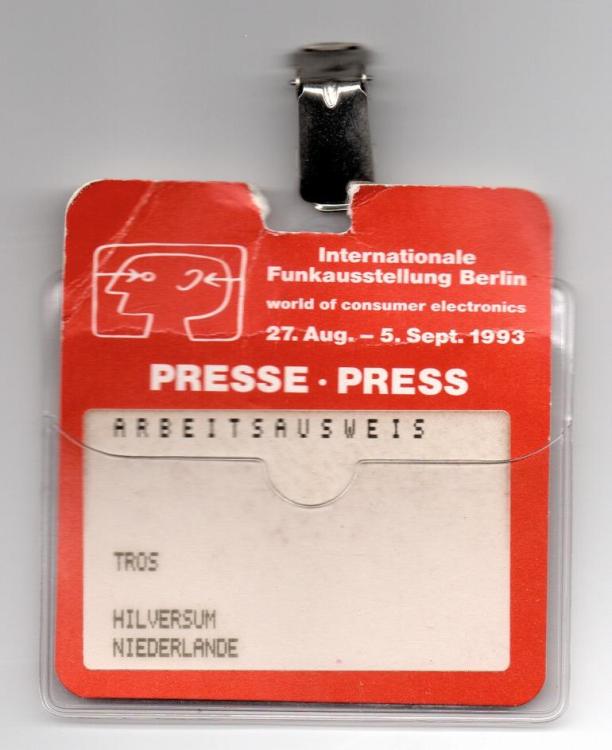 Internationale
Funkausstellung Berlin
world of consumer electronics
27. Aug. – 5. Sept. 1993
PRESSE · PRESS
ARBEITSAUSWEIS
TROS
HILVERSUM
NIEDERLANDE